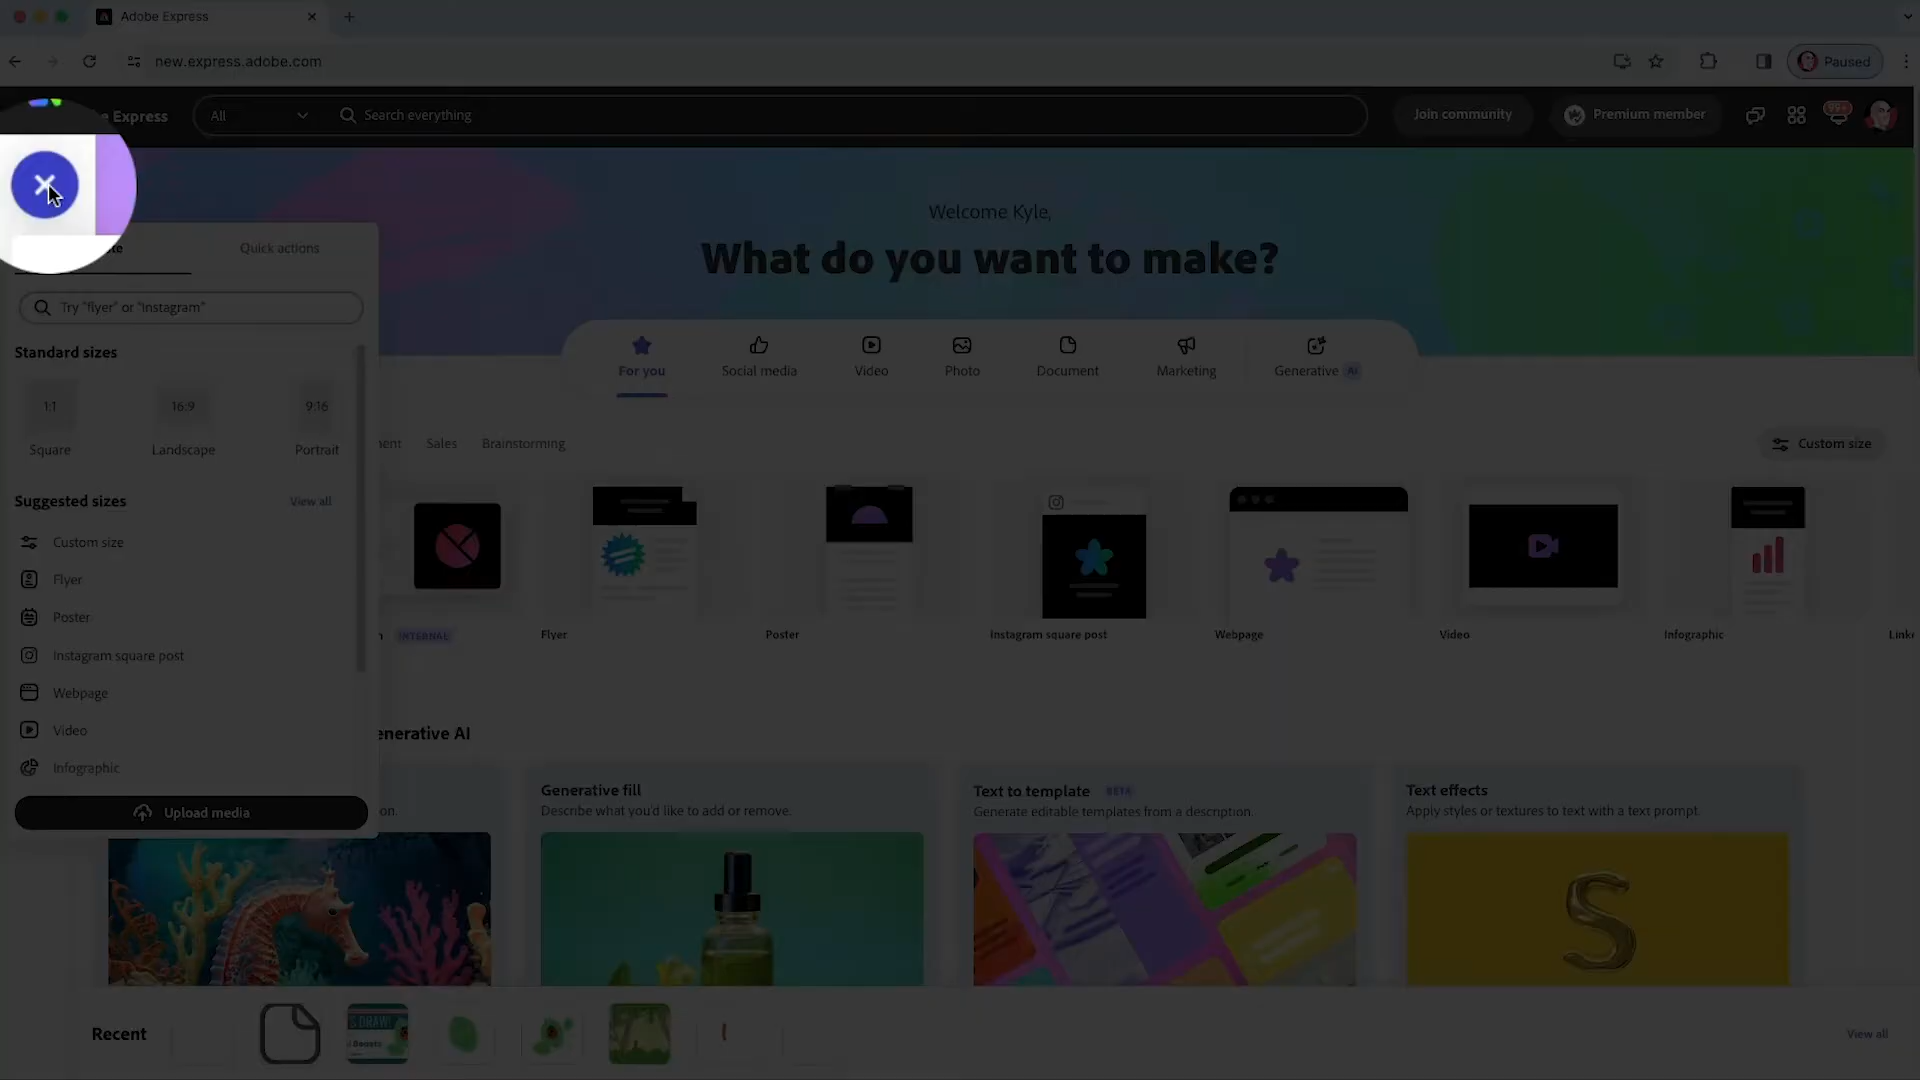 Adobe Express
new.express.adobe.com
Paused
Express
All
Search everything
Join community
Premium member
99+
Welcome Kyle,
What do you want to make?
Quick actions
Try "flyer" or "Instagram"
For you
Social media
Video
Photo
Document
Marketing
Generative AI
Standard sizes
1:1
16:9
9:16
Square
Landscape
Portrait
Sales
Brainstorming
Custom size
Suggested sizes
View all
Custom size
Flyer
Poster
Instagram square post
Webpage
Video
Infographic
Upload media
INTERNAL
Flyer
Poster
Instagram square post
Webpage
Video
Infographic
Generative AI
Generative fill
Describe what you'd like to add or remove.
Text to template BETA
Generate editable templates from a description.
Text effects
Apply styles or textures to text with a text prompt.
S
Recent
S DRAW!
Beasts
View all